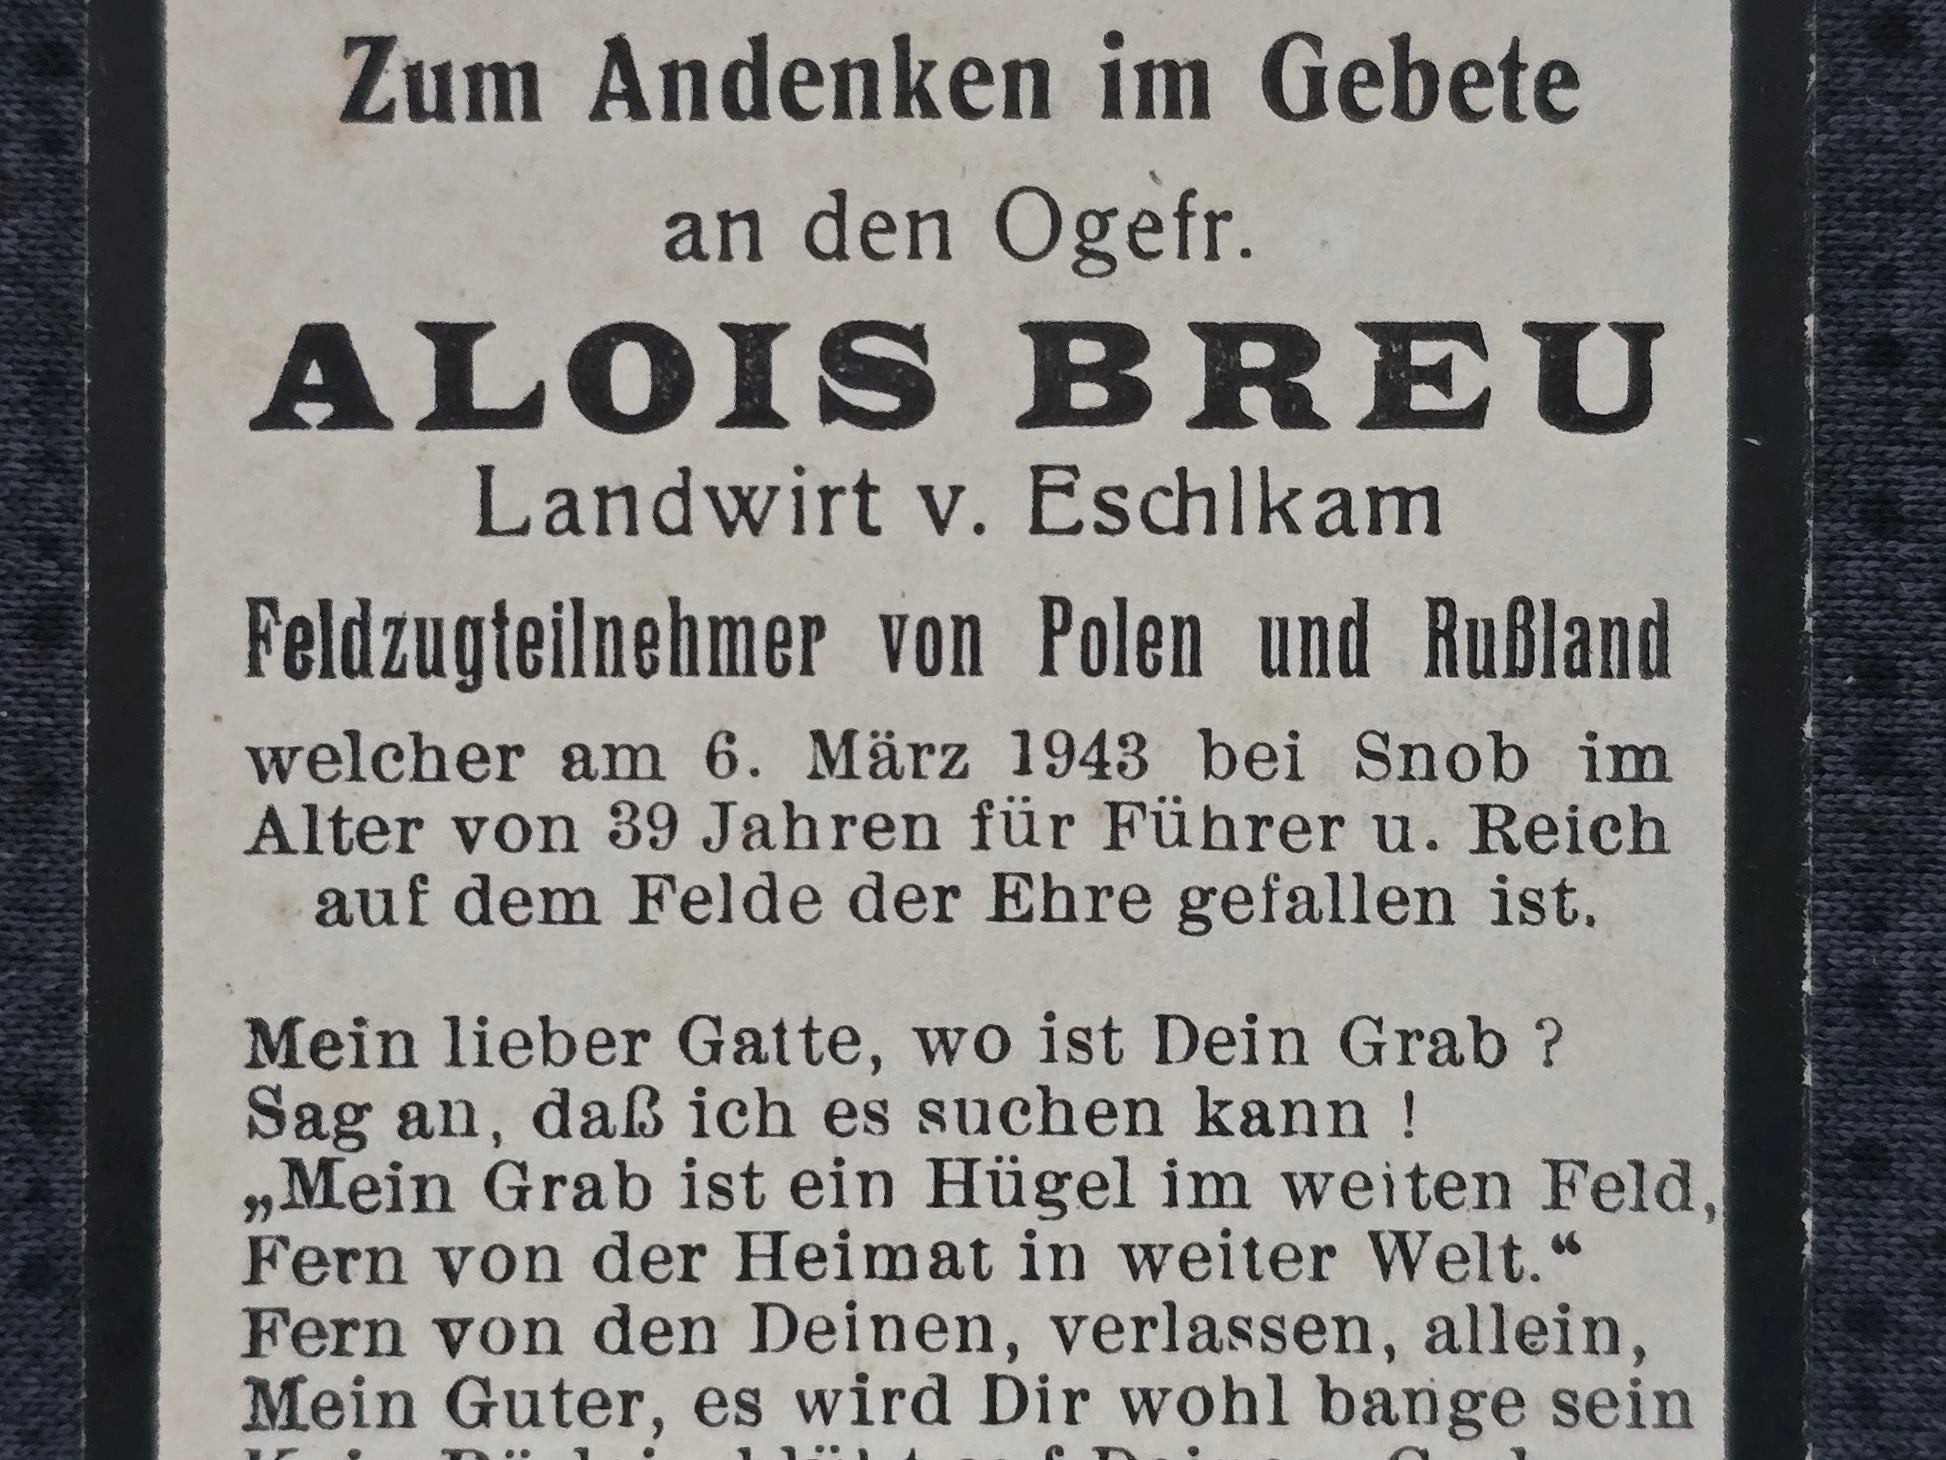 Zum Andenken im Gebete
an den Ogefr.
ALOIS BREU
Landwirt v. Eschlkam
Feldzugteilnehmer von Polen und Rußland
welcher am 6. März 1943 bei Snob im
Alter von 39 Jahren für Führer u. Reich
auf dem Felde der Ehre gefallen ist.
Mein lieber Gatte, wo ist Dein Grab ?
Sag an, daß ich es suchen kann !
„Mein Grab ist ein Hügel im weiten Feld,
Fern von der Heimat in weiter Welt.“
Fern von den Deinen, verlassen, allein,
Mein Guter, es wird Dir wohl bange sein